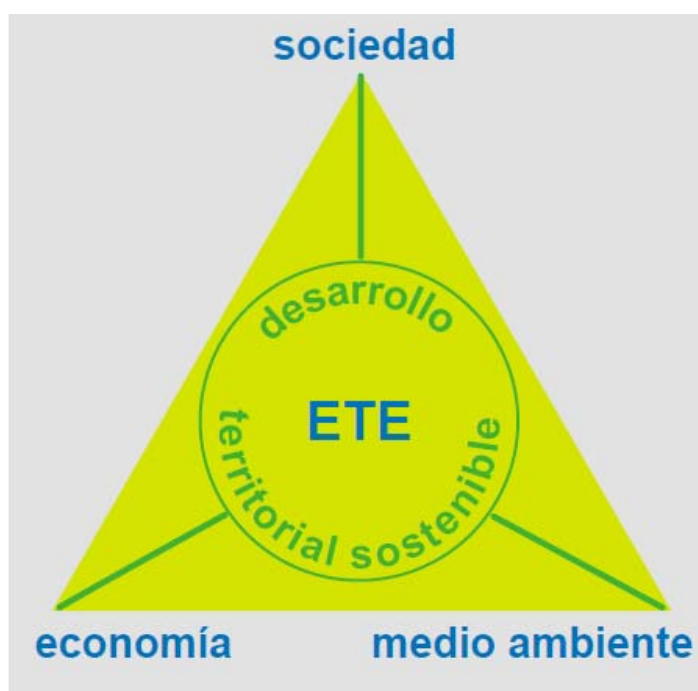 sociedad
desarrollo
ETE
territorial sostenible
economía
medio ambiente